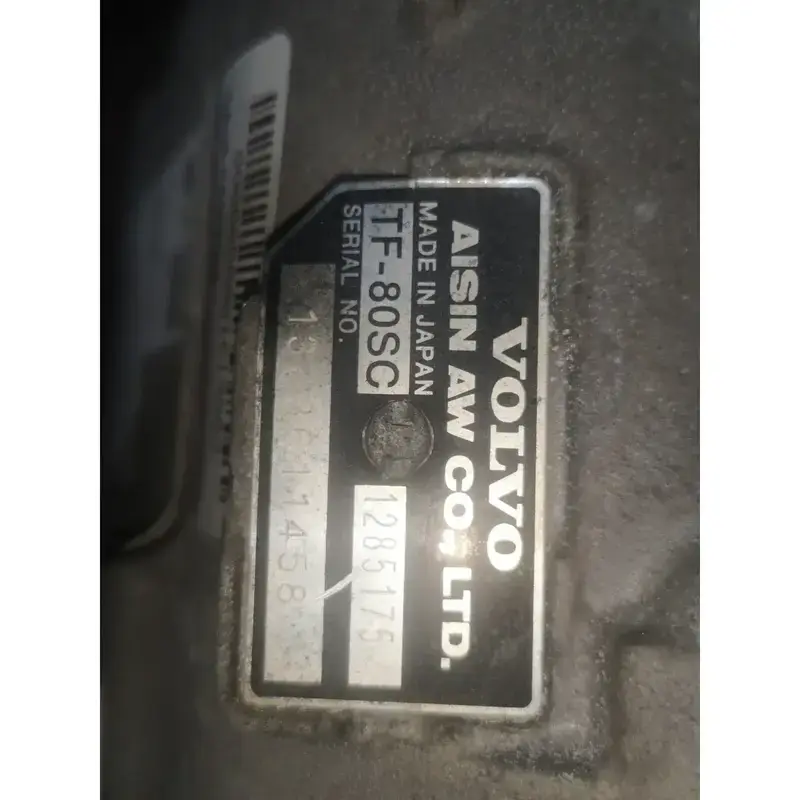 VOLVO
AISIN AW CO., LTD.
MADE IN JAPAN
TF-80SC
1285175
SERIAL NO.